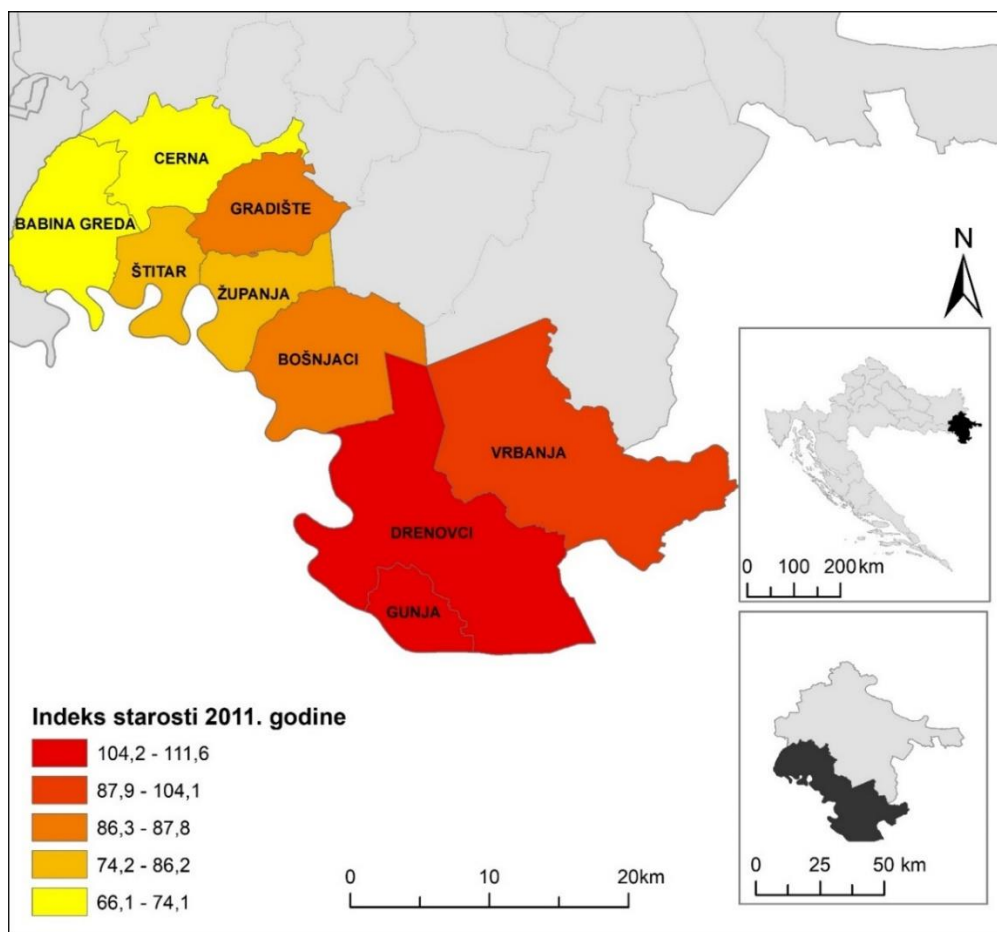 CERNA
GRADIŠTE
BABINA GREDA
ŠTITAR
ŽUPANJA
BOŠNJACI
VRBANJA
DRENOVCI
GUNJA
N
0 100 200 km
0 25 50 km
Indeks starosti 2011. godine
104,2 - 111,6
87,9 - 104,1
86,3 - 87,8
74,2 - 86,2
66,1 - 74,1
0 10 20km